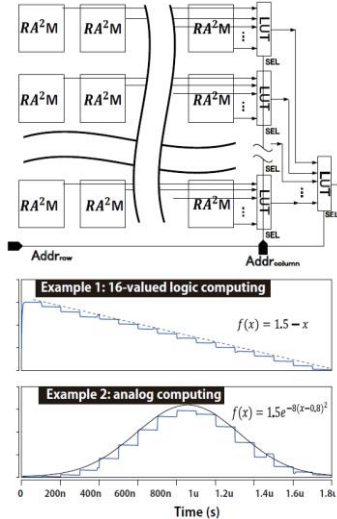 RA²M RA²M RA²M LUT
SEL
RA²M RA²M RA²M LUT
SEL
LUT
SEL
RA²M RA²M RA²M LUT
SEL
Addrrow Addrcolumn
Example 1: 16-valued logic computing
f(x) = 1.5 − x
Example 2: analog computing
f(x) = 1.5e^-8(x-0.8)²
0 200n 400n 600n 800n 1u 1.2u 1.4u 1.6u 1.8u
Time (s)